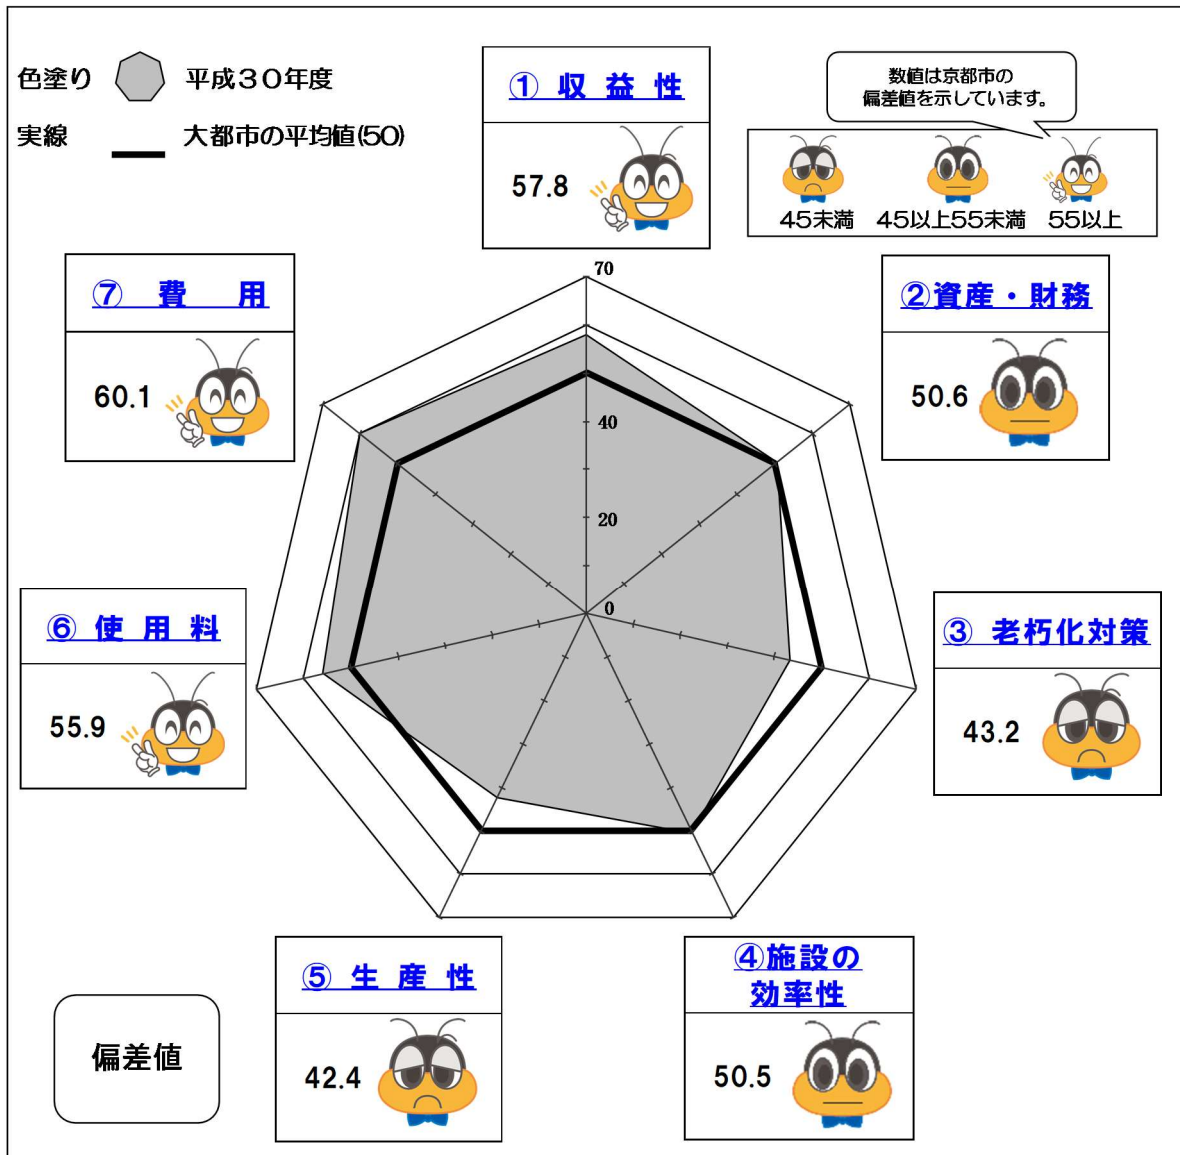 色塗り 平成３０年度
実線 大都市の平均値(50)
① 収 益 性
57.8
数値は京都市の
偏差値を示しています。
45未満 45以上55未満 55以上
⑦ 費 用
60.1
②資産・財務
50.6
70
40
20
0
⑥ 使 用 料
55.9
③ 老朽化対策
43.2
⑤ 生 産 性
42.4
④施設の
効率性
50.5
偏差値